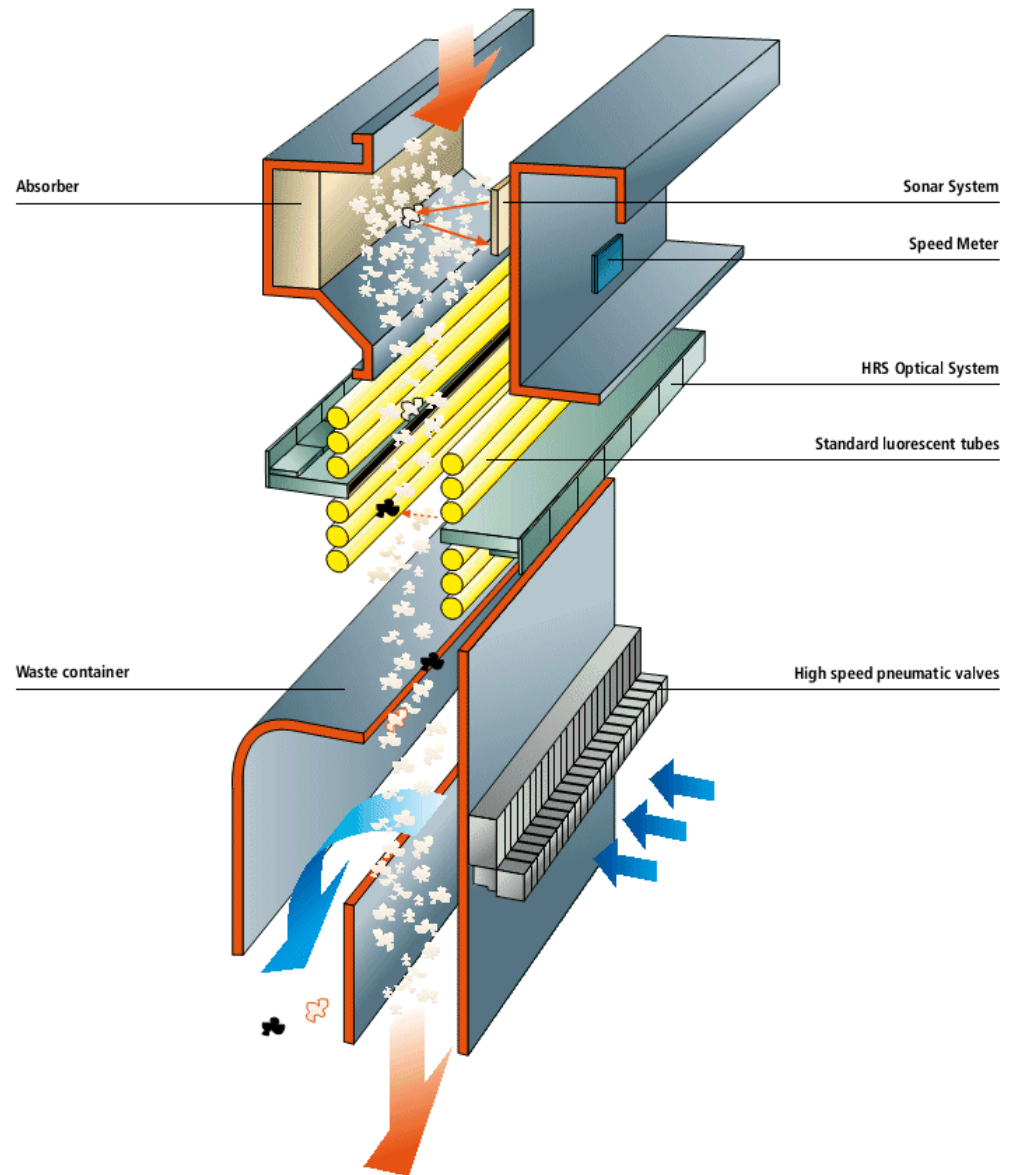 Absorber
Sonar System
Speed Meter
HRS Optical System
Standard luorescent tubes
Waste container
High speed pneumatic valves